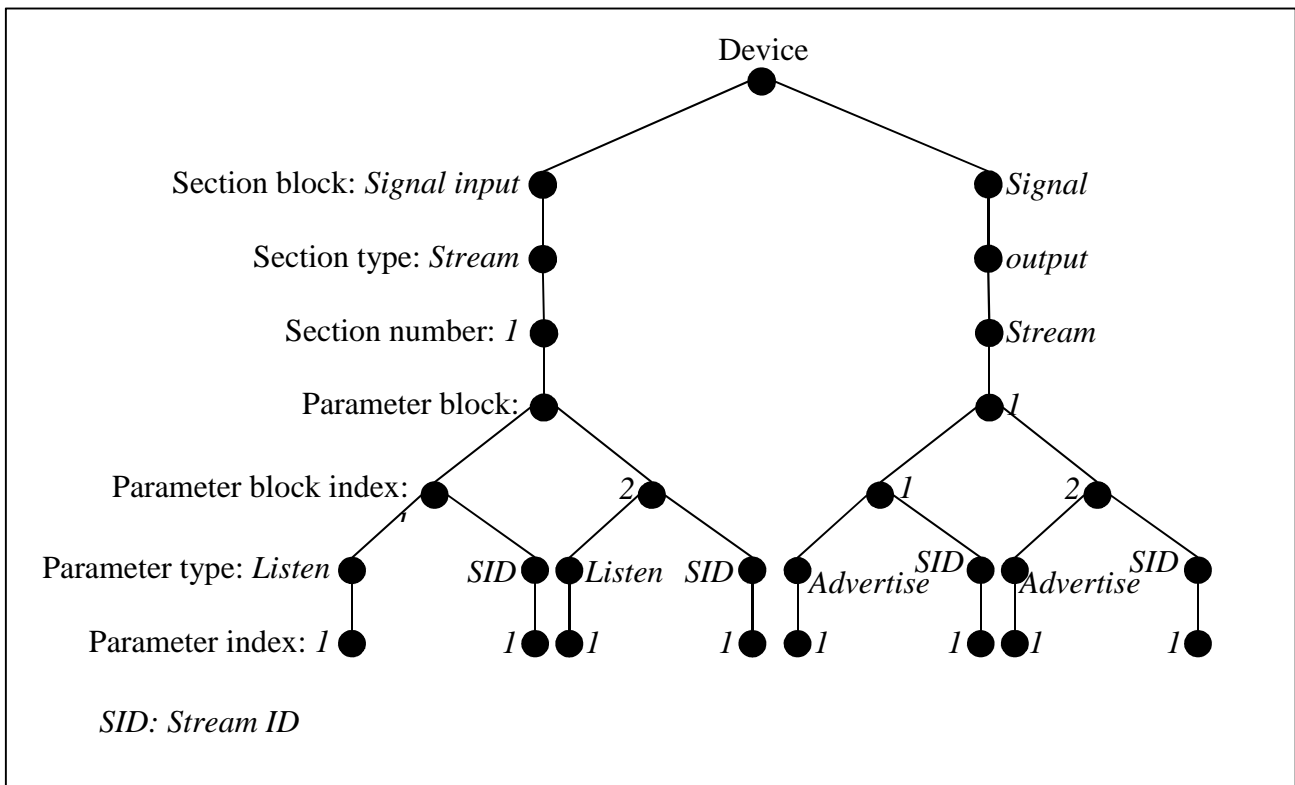 Device
Section block: Signal input
Signal
Section type: Stream
output
Section number: 1
Stream
Parameter block:
1
Parameter block index:
2
1
2
Parameter type: Listen
SID
Listen
SID
Advertise
SID
Advertise
SID
Parameter index: 1
1
1
1
1
1
1
1
SID: Stream ID